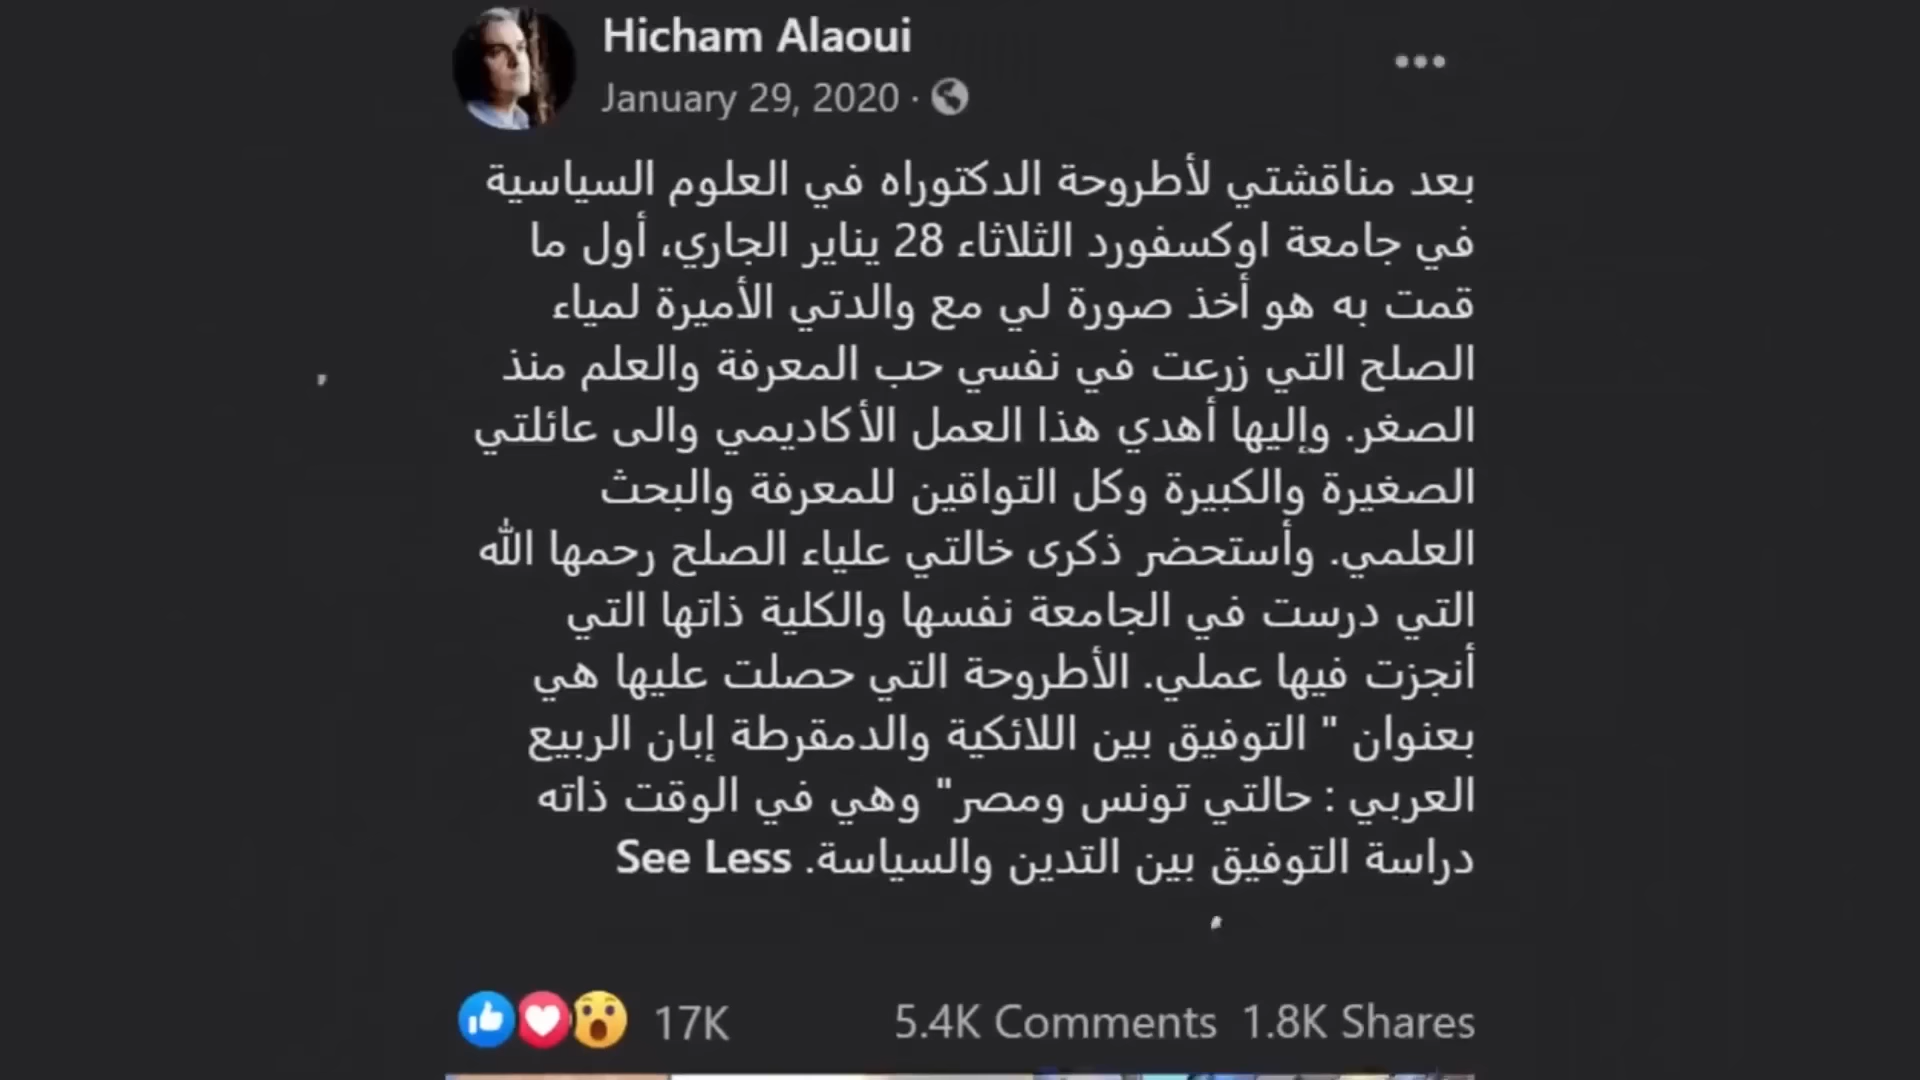 Hicham Alaoui
January 29, 2020 ·
بعد مناقشتي لأطروحة الدكتوراه في العلوم السياسية
في جامعة اوكسفورد الثلاثاء 28 يناير الجاري، أول ما
قمت به هو أخذ صورة لي مع والدتي الأميرة لمياء
الصلح التي زرعت في نفسي حب المعرفة والعلم منذ
الصغر. وإليها أهدي هذا العمل الأكاديمي والى عائلتي
الصغيرة والكبيرة وكل التواقين للمعرفة والبحث
العلمي. وأستحضر ذكرى خالتي علياء الصلح رحمها الله
التي درست في الجامعة نفسها والكلية ذاتها التي
أنجزت فيها عملي. الأطروحة التي حصلت عليها هي
بعنوان " التوفيق بين اللائكية والدمقرطة إبان الربيع
العربي : حالتي تونس ومصر" وهي في الوقت ذاته
دراسة التوفيق بين التدين والسياسة. See Less
17K 5.4K Comments 1.8K Shares